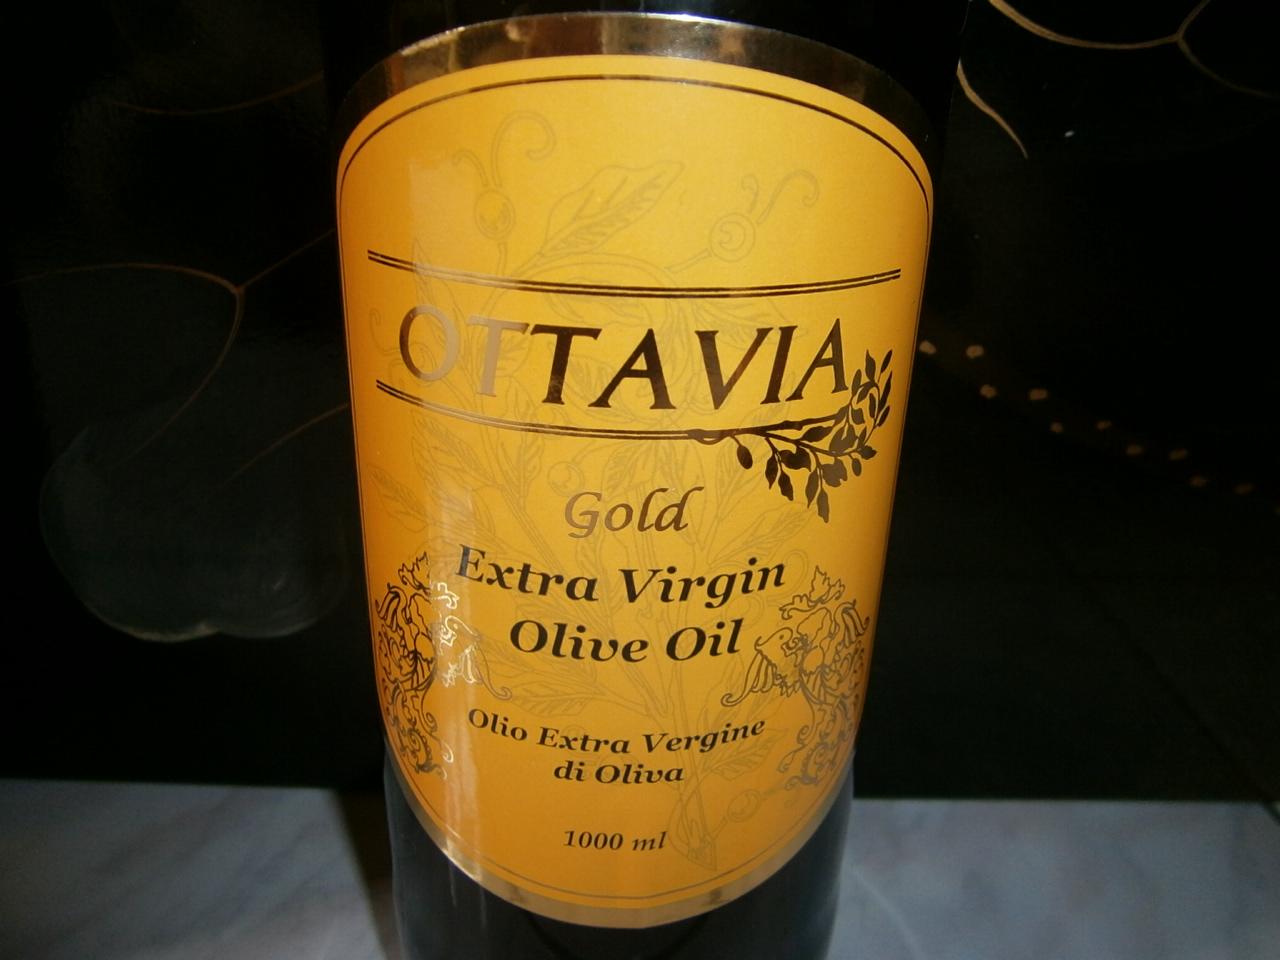 OTTAVIA
Gold
Extra Virgin
Olive Oil
Olio Extra Vergine
di Oliva
1000 ml